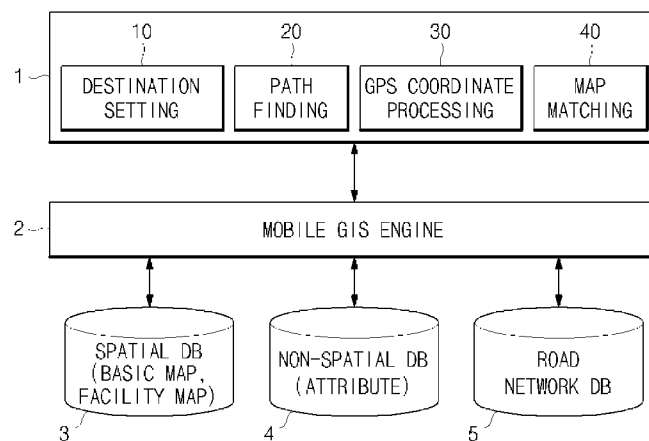 10
20
30
40
1
DESTINATION
SETTING
PATH
FINDING
GPS COORDINATE
PROCESSING
MAP
MATCHING
2
MOBILE GIS ENGINE
SPATIAL DB
(BASIC MAP,
FACILITY MAP)
NON-SPATIAL DB
(ATTRIBUTE)
ROAD
NETWORK DB
3
4
5